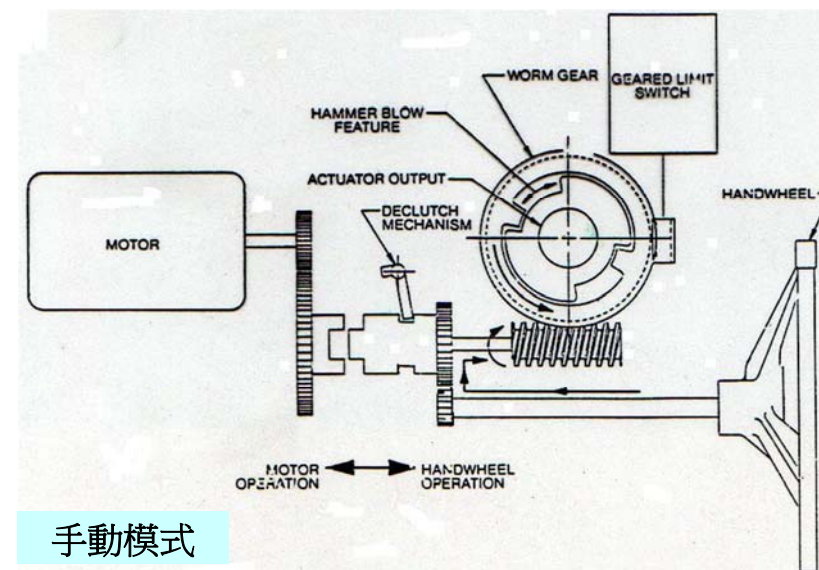 WORM GEAR
GEARED LIMIT
SWITCH
HAMMER BLOW
FEATURE
ACTUATOR OUTPUT
DECLUTCH
MECHANISM
HANDWHEEL
MOTOR
MOTOR
OPERATION
HANDWHEEL
OPERATION
手動模式